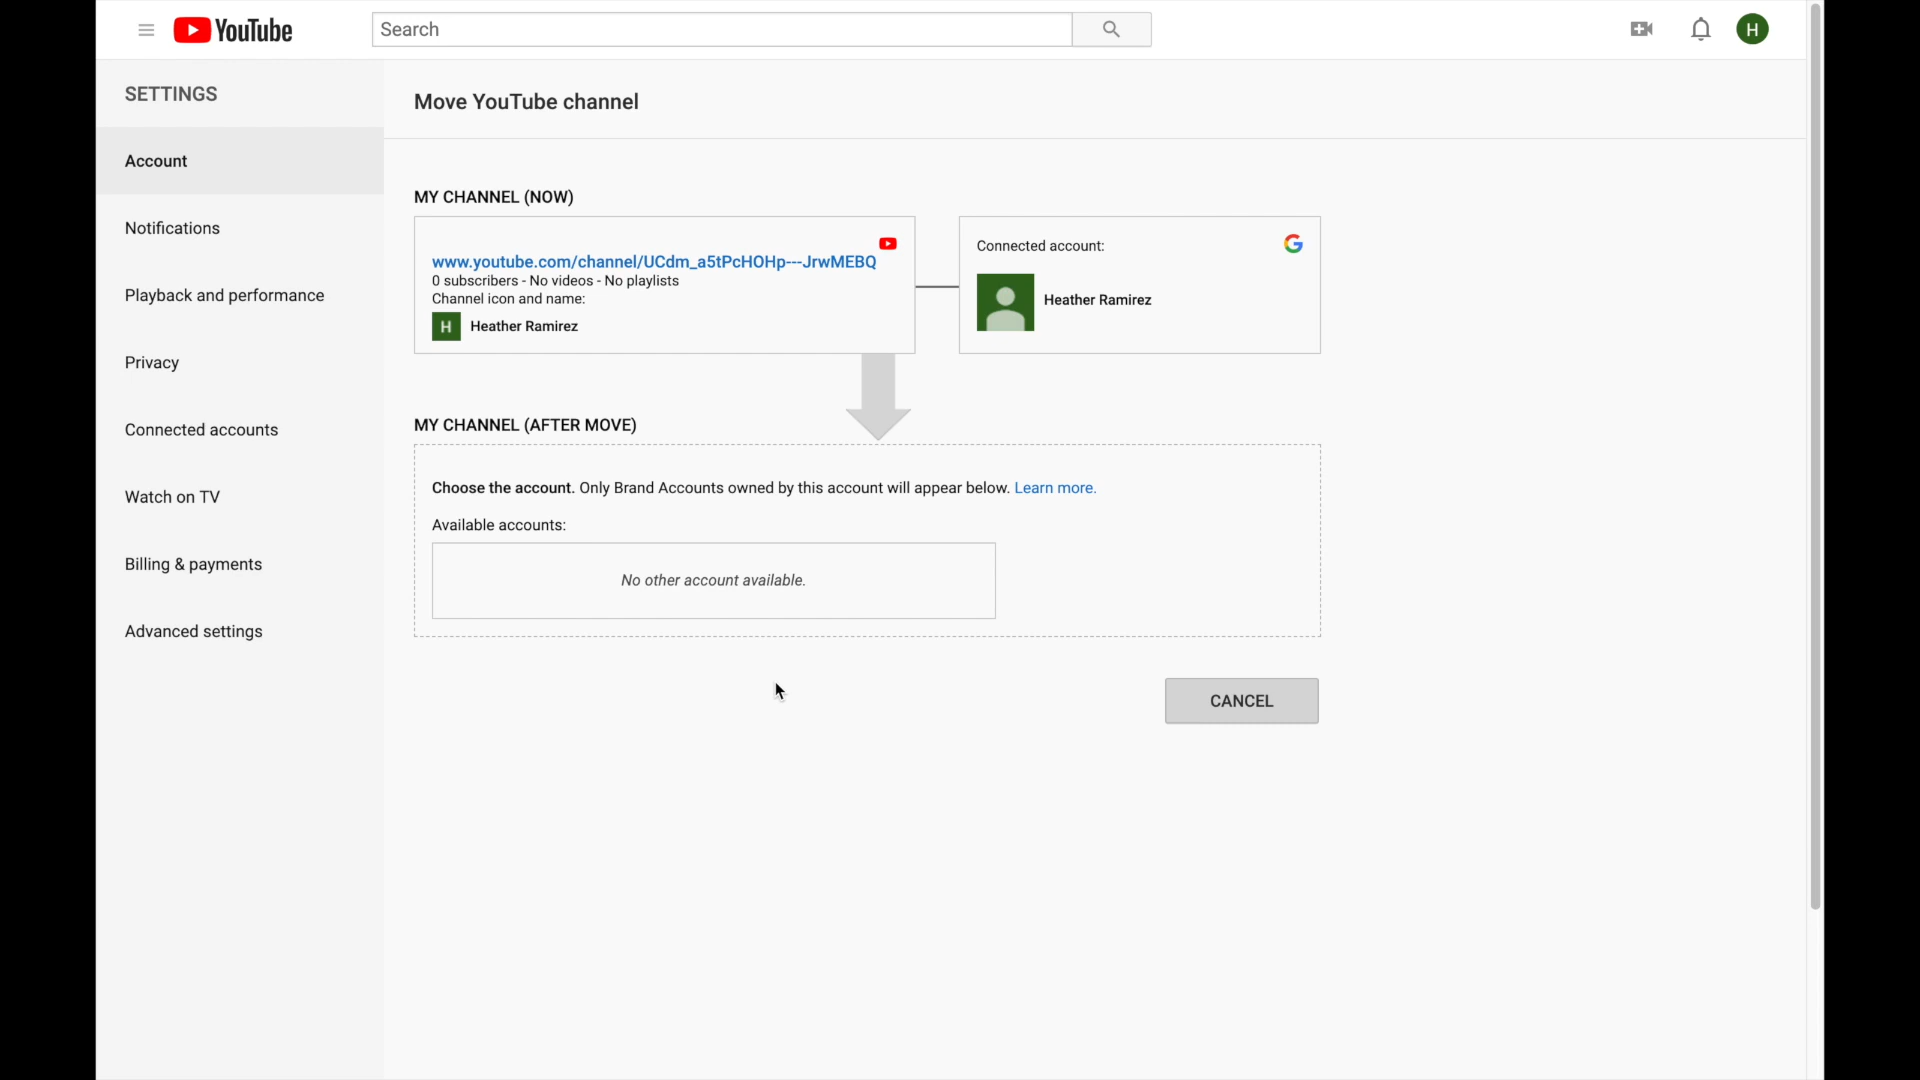 YouTube
Search
H
SETTINGS
Move YouTube channel
Account
MY CHANNEL (NOW)
Notifications
www.youtube.com/channel/UCdm_a5tPcHOHp---JrwMEBQ
0 subscribers - No videos - No playlists
Channel icon and name:
H Heather Ramirez
Connected account:
Heather Ramirez
Playback and performance
Privacy
MY CHANNEL (AFTER MOVE)
Connected accounts
Choose the account. Only Brand Accounts owned by this account will appear below. Learn more.
Watch on TV
Available accounts:
Billing & payments
No other account available.
Advanced settings
CANCEL